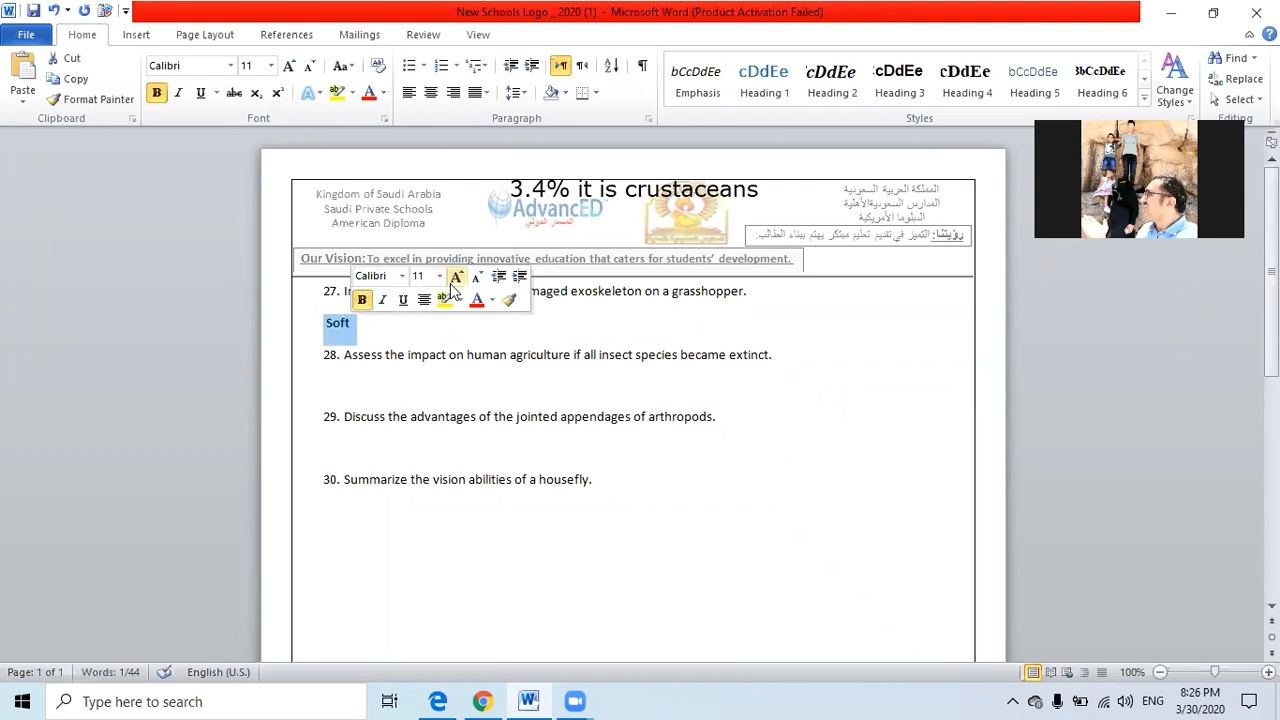 New Schools Logo _ 2020 (1) - Microsoft Word (Product Activation Failed)
File Home Insert Page Layout References Mailings Review View
Paste Cut Copy Format Painter
Calibri 11
bCcDdEe cDdEe CcDdEe cDdEe cDdEe bCcDdEe bCcDdEe
Emphasis Heading 1 Heading 2 Heading 3 Heading 4 Heading 5 Heading 6
Change Styles
Find Replace Select
Clipboard Font Paragraph Styles Editing
3.4% it is crustaceans
Kingdom of Saudi Arabia
Saudi Private Schools
American Diploma
AdvancED
المسار الدولي
المملكة العربية السعودية
المدارس السعوديةالأهلية
الدبلوما الأمريكية
رؤيتنا: التميز في تقديم تعليم مبتكر يهتم ببناء الطالب.
Our Vision: To excel in providing innovative education that caters for students’ development.
Calibri 11
27. I
maged exoskeleton on a grasshopper.
Soft
28. Assess the impact on human agriculture if all insect species became extinct.
29. Discuss the advantages of the jointed appendages of arthropods.
30. Summarize the vision abilities of a housefly.
Page: 1 of 1 Words: 1/44 English (U.S.) 100%
Type here to search
ENG 8:26 PM
3/30/2020